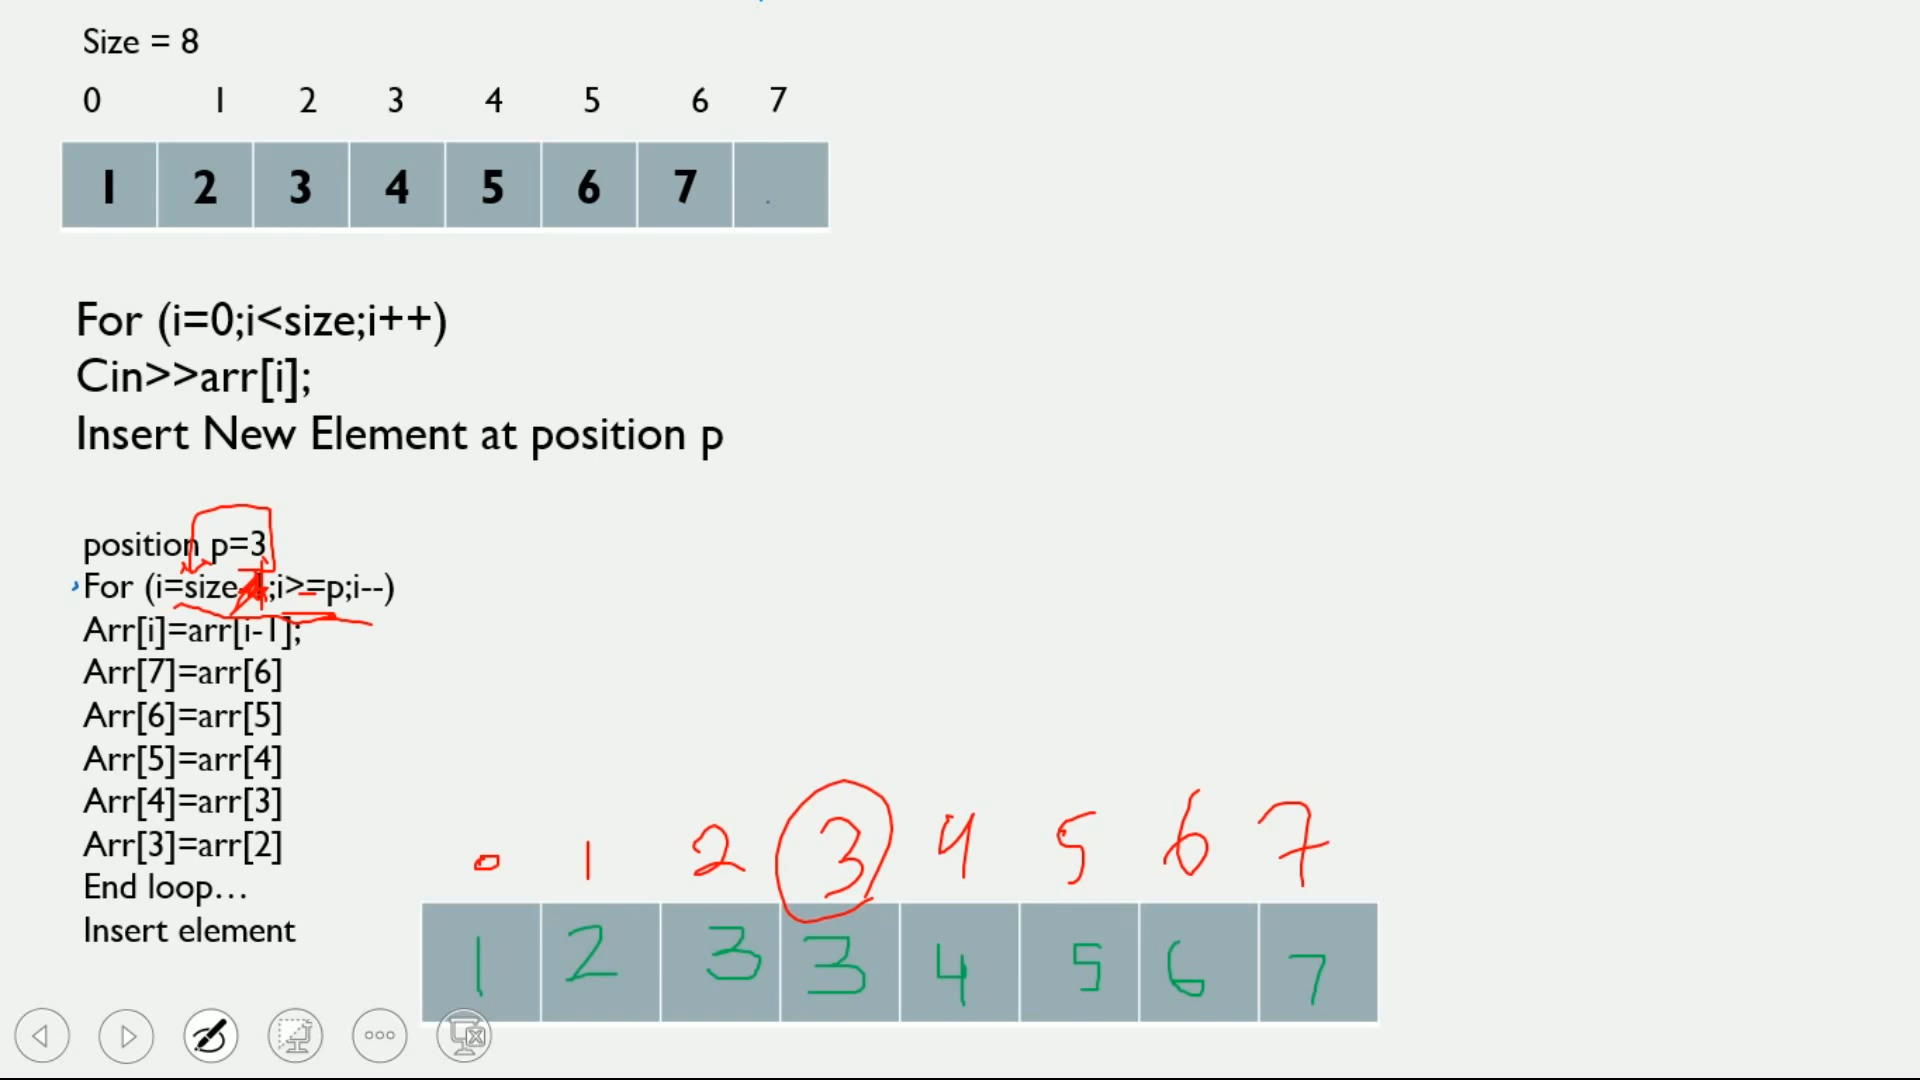 Size = 8
0 1 2 3 4 5 6 7
1 2 3 4 5 6 7
For (i=0;i<size;i++)
Cin>>arr[i];
Insert New Element at position p
position p=3
For (i=size-1;i>=p;i--)
Arr[i]=arr[i-1];
Arr[7]=arr[6]
Arr[6]=arr[5]
Arr[5]=arr[4]
Arr[4]=arr[3]
Arr[3]=arr[2]
End loop...
Insert element
0 1 2 3 4 5 6 7
1 2 3 3 4 5 6 7